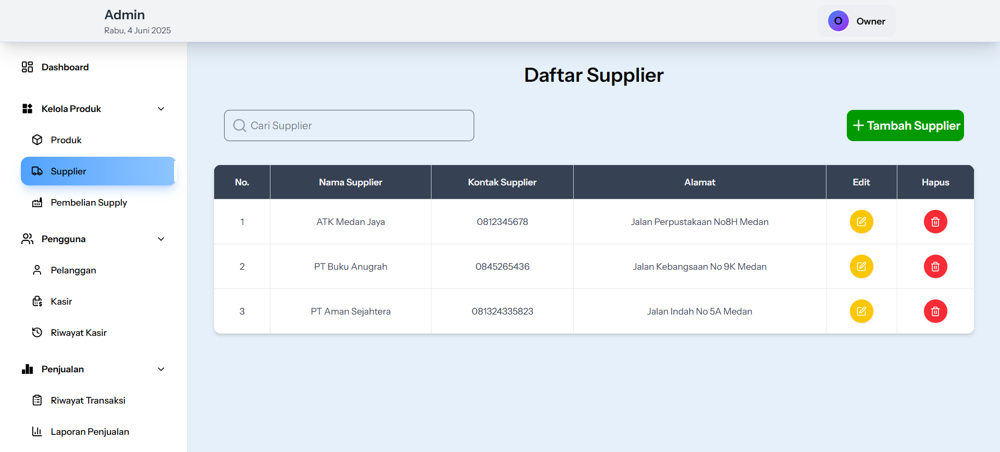 Admin
Rabu, 4 Juni 2025
O Owner
Dashboard
Kelola Produk
Produk
Supplier
Pembelian Supply
Pengguna
Pelanggan
Kasir
Riwayat Kasir
Penjualan
Riwayat Transaksi
Laporan Penjualan
Daftar Supplier
Cari Supplier
+ Tambah Supplier
No. Nama Supplier Kontak Supplier Alamat Edit Hapus
1 ATK Medan Jaya 0812345678 Jalan Perpustakaan No8H Medan
2 PT Buku Anugrah 0845265436 Jalan Kebangsaan No 9K Medan
3 PT Aman Sejahtera 081324335823 Jalan Indah No 5A Medan